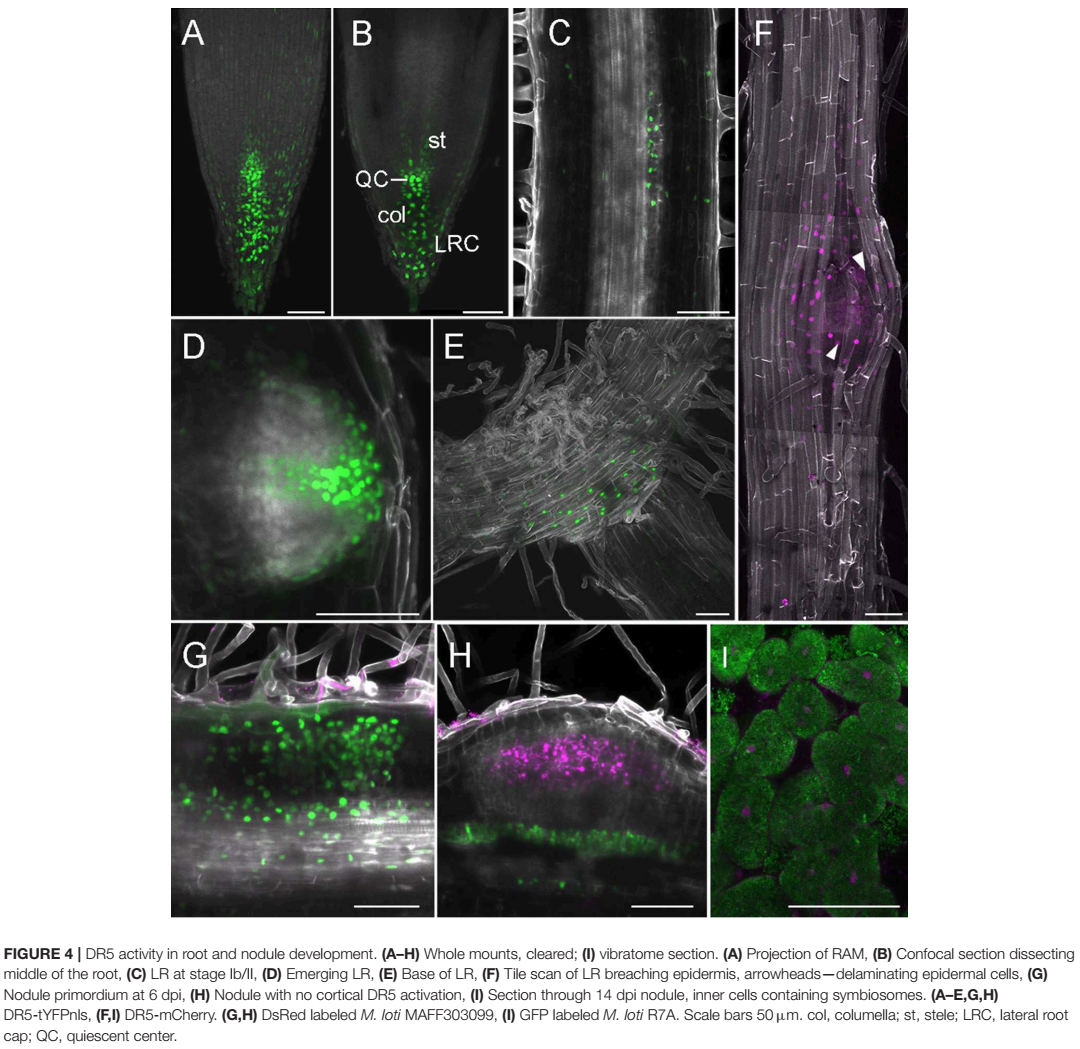 A
B
C
F
st
QC
col
LRC
D
E
G
H
I
FIGURE 4 | DR5 activity in root and nodule development. (A–H) Whole mounts, cleared; (I) vibratome section. (A) Projection of RAM, (B) Confocal section dissecting
middle of the root, (C) LR at stage Ib/II, (D) Emerging LR, (E) Base of LR, (F) Tile scan of LR breaching epidermis, arrowheads—delaminating epidermal cells, (G)
Nodule primordium at 6 dpi, (H) Nodule with no cortical DR5 activation, (I) Section through 14 dpi nodule, inner cells containing symbiosomes. (A–E,G,H)
DR5-tYFPnls, (F,I) DR5-mCherry. (G,H) DsRed labeled M. loti MAFF303099, (I) GFP labeled M. loti R7A. Scale bars 50 μm. col, columella; st, stele; LRC, lateral root
cap; QC, quiescent center.